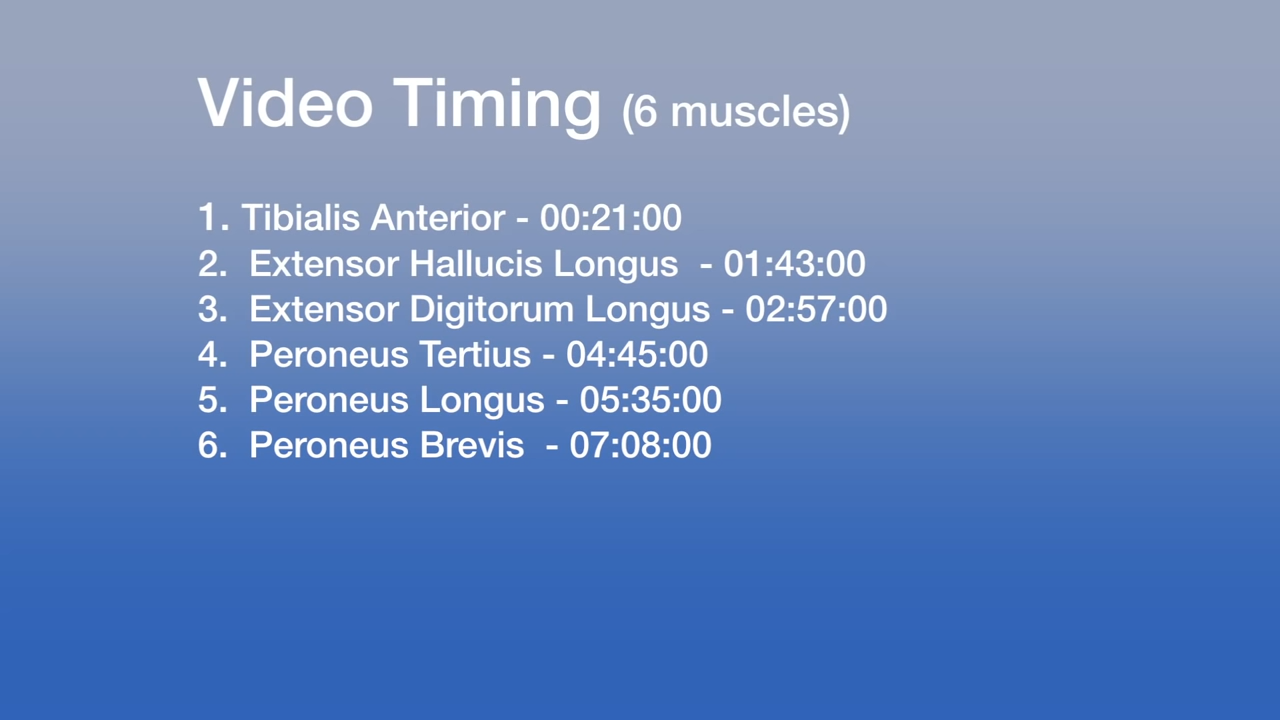 Video Timing (6 muscles)
1. Tibialis Anterior - 00:21:00
2. Extensor Hallucis Longus - 01:43:00
3. Extensor Digitorum Longus - 02:57:00
4. Peroneus Tertius - 04:45:00
5. Peroneus Longus - 05:35:00
6. Peroneus Brevis - 07:08:00